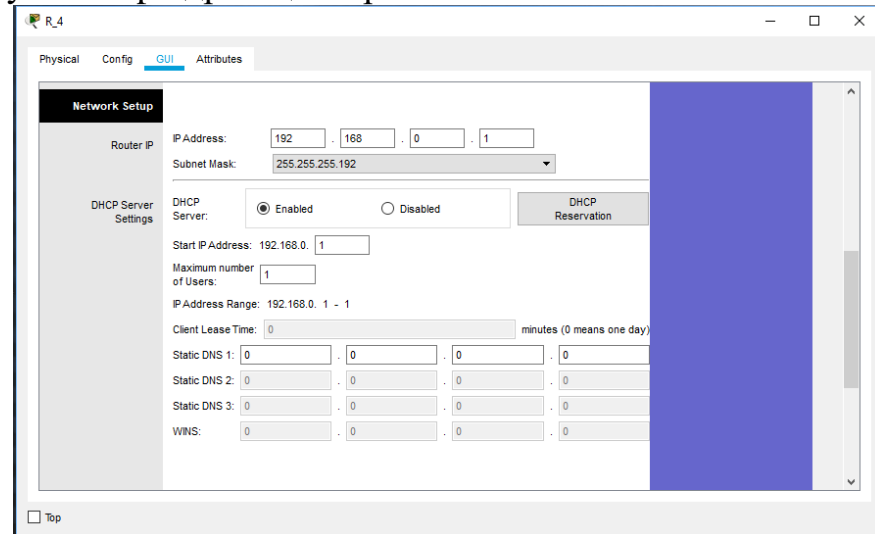 R_4
Physical Config GUI Attributes
Network Setup
Router IP
IP Address: 192 . 168 . 0 . 1
Subnet Mask: 255.255.255.192
DHCP Server Settings
DHCP Server: Enabled Disabled DHCP Reservation
Start IP Address: 192.168.0. 1
Maximum number of Users: 1
IP Address Range: 192.168.0. 1 - 1
Client Lease Time: 0 minutes (0 means one day)
Static DNS 1: 0 . 0 . 0 . 0
Static DNS 2: 0 . 0 . 0 . 0
Static DNS 3: 0 . 0 . 0 . 0
WINS: 0 . 0 . 0 . 0
Top